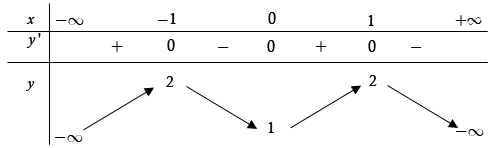 x −∞ −1 0 1 +∞
y' + 0 − 0 + 0 −
y 2 2
−∞ 1 −∞